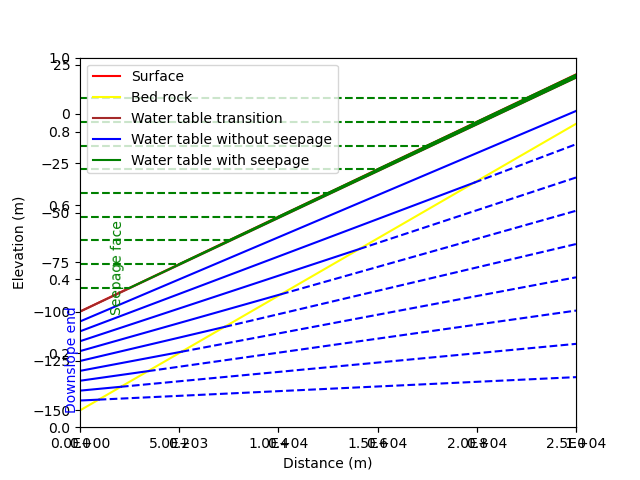 1.0
25
Surface
Bed rock
Water table transition
Water table without seepage
Water table with seepage
0
0.8
−25
0.6
−50
−75
0.4
−100
0.2
−125
−150
0.0
Elevation (m)
Seepage face
Downslope end
0.0E+00 5.0E+03 1.0E+04 1.5E+04 2.0E+04 2.5E+04
Distance (m)